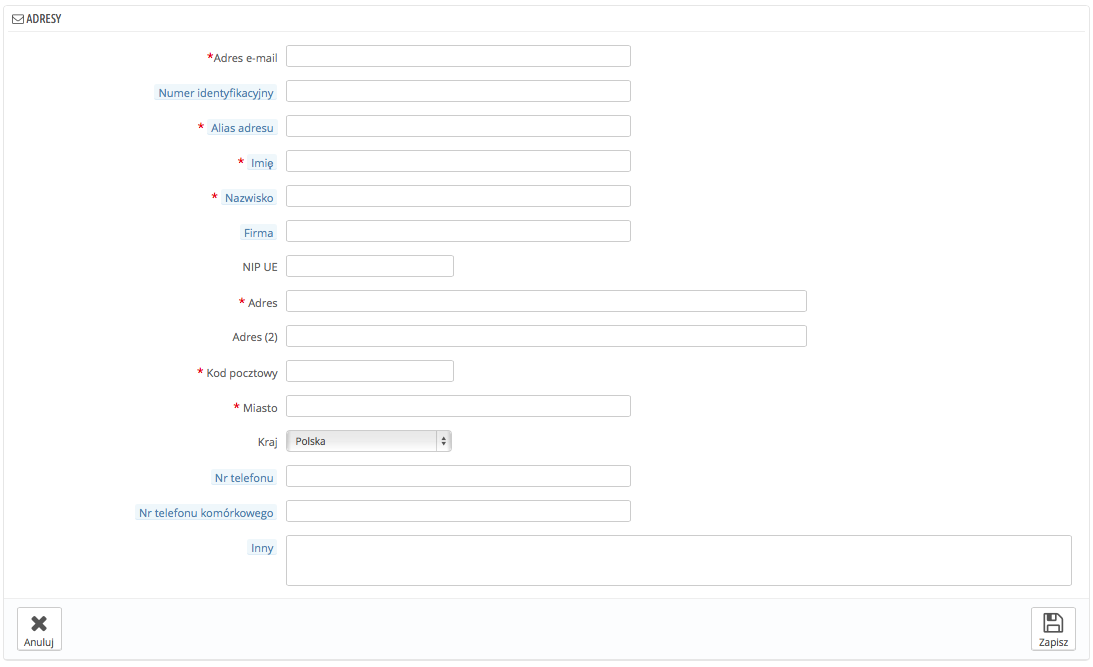 ADRESY
*Adres e-mail
Numer identyfikacyjny
* Alias adresu
* Imię
* Nazwisko
Firma
NIP UE
* Adres
Adres (2)
* Kod pocztowy
* Miasto
Kraj Polska
Nr telefonu
Nr telefonu komórkowego
Inny
Anuluj Zapisz